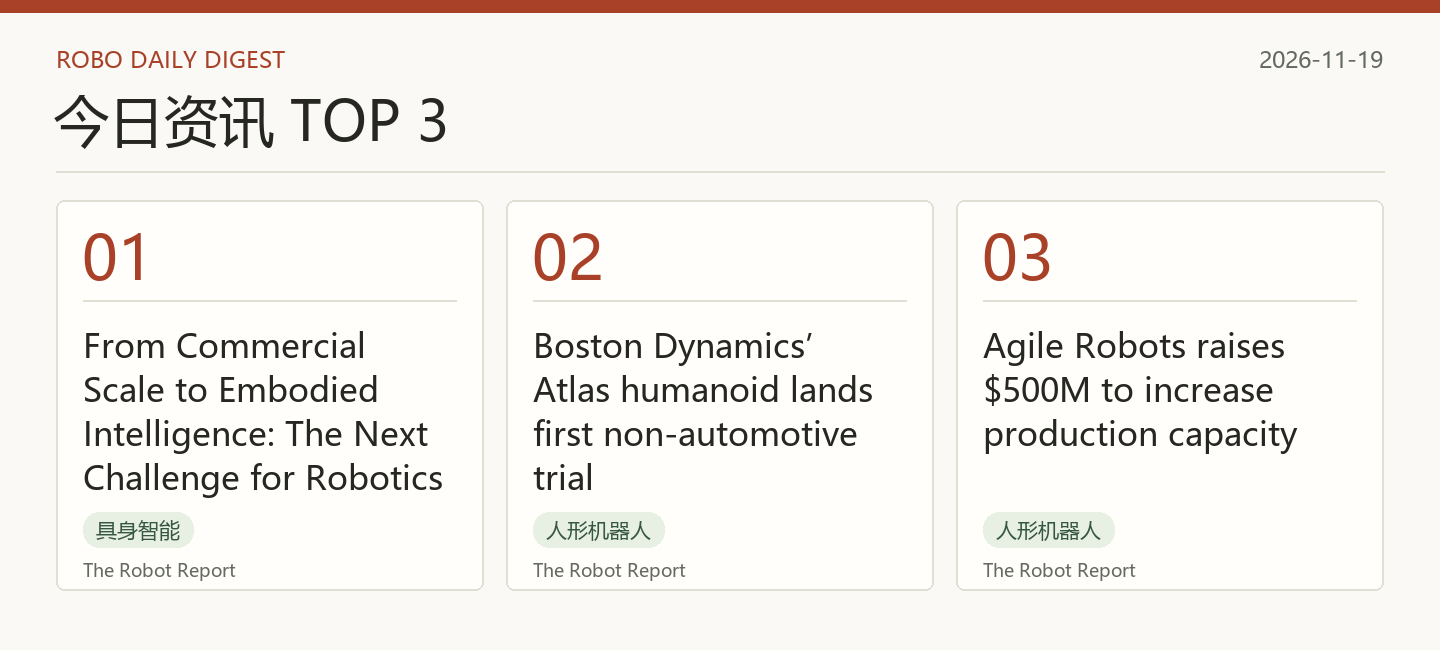 ROBO DAILY DIGEST
2026-11-19
今日资讯 TOP 3
01
From Commercial
Scale to Embodied
Intelligence: The Next
Challenge for Robotics
具身智能
The Robot Report
02
Boston Dynamics’
Atlas humanoid lands
first non-automotive
trial
人形机器人
The Robot Report
03
Agile Robots raises
$500M to increase
production capacity
人形机器人
The Robot Report